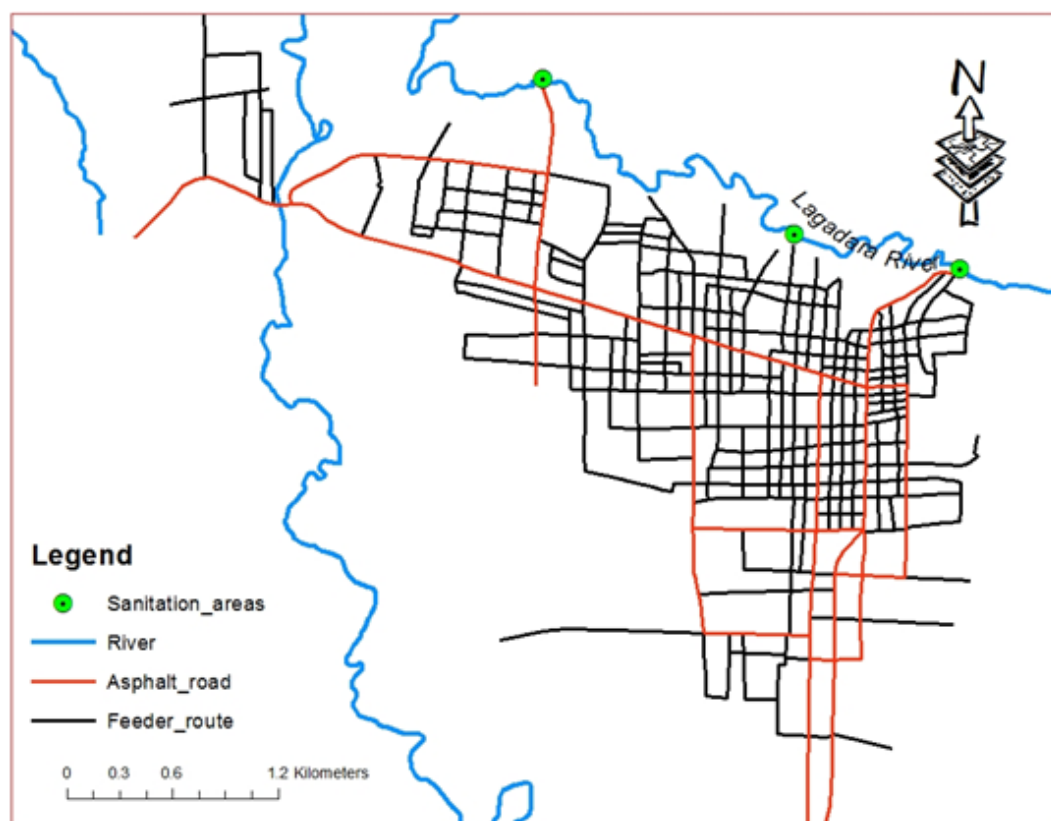 N
Lagadara River
Legend
Sanitation_areas
River
Asphalt_road
Feeder_route
0 0.3 0.6 1.2 Kilometers